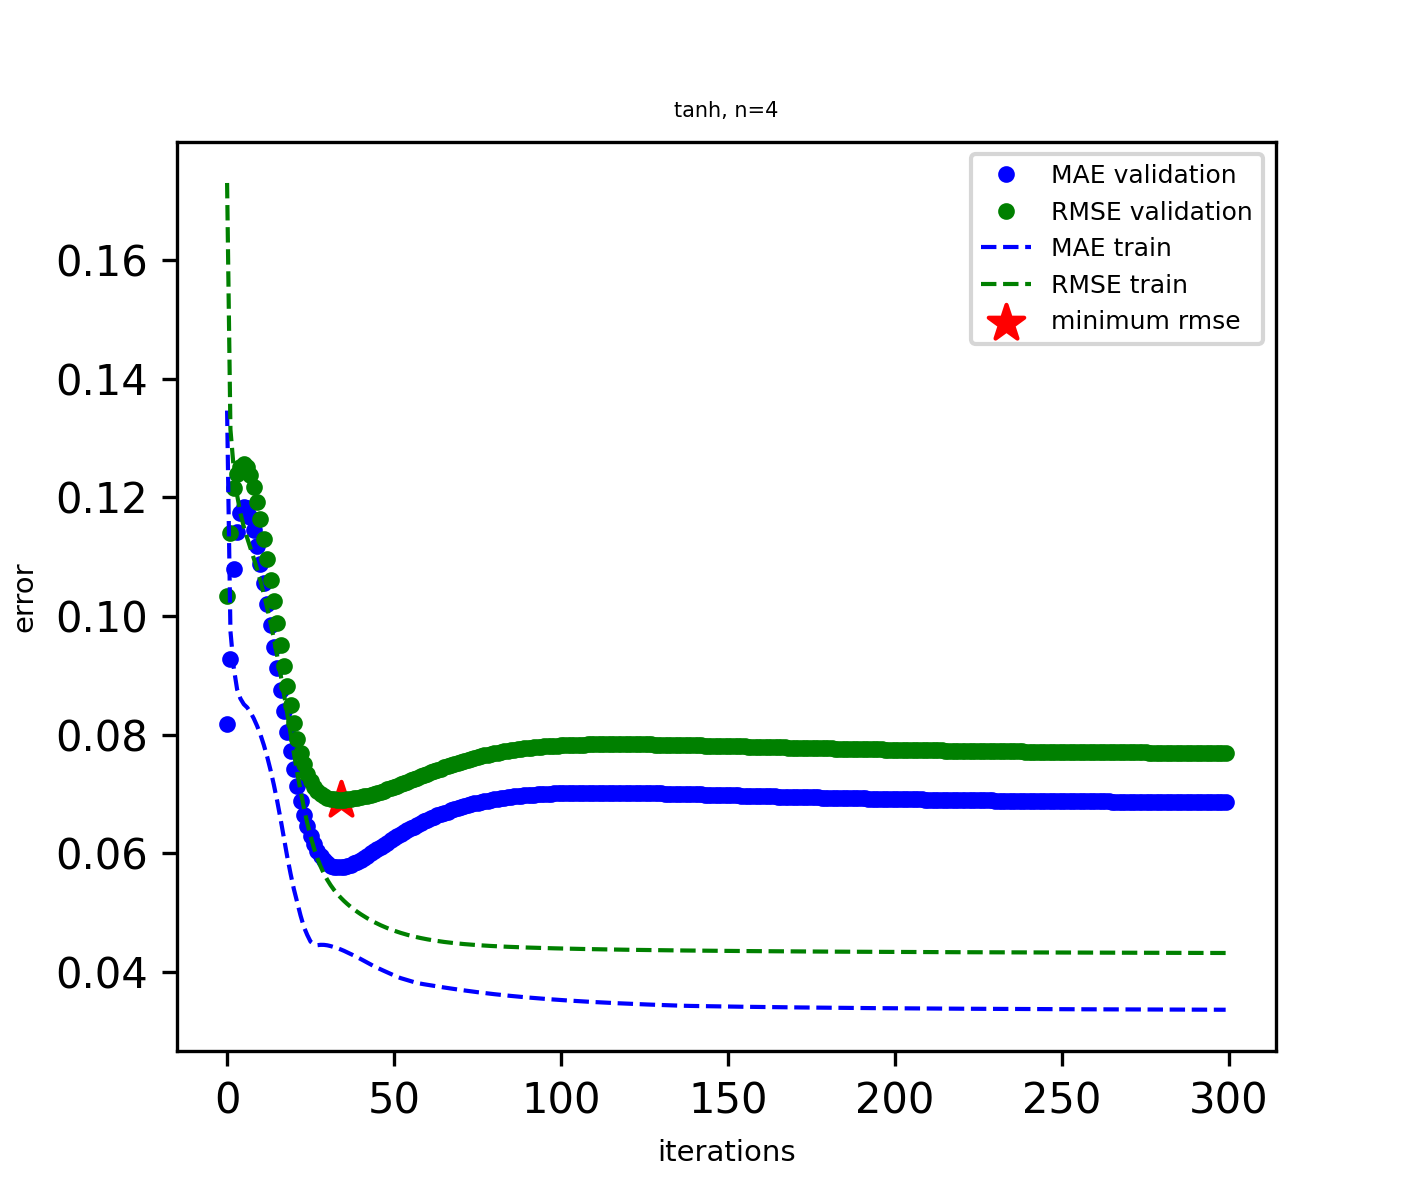 tanh, n=4
MAE validation
RMSE validation
MAE train
RMSE train
minimum rmse
error
0.16
0.14
0.12
0.10
0.08
0.06
0.04
0 50 100 150 200 250 300
iterations